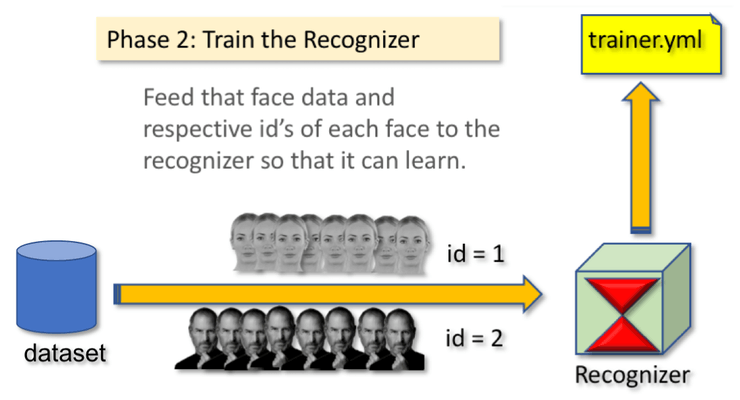 Phase 2: Train the Recognizer
trainer.yml
Feed that face data and
respective id's of each face to the
recognizer so that it can learn.
id = 1
dataset
id = 2
Recognizer